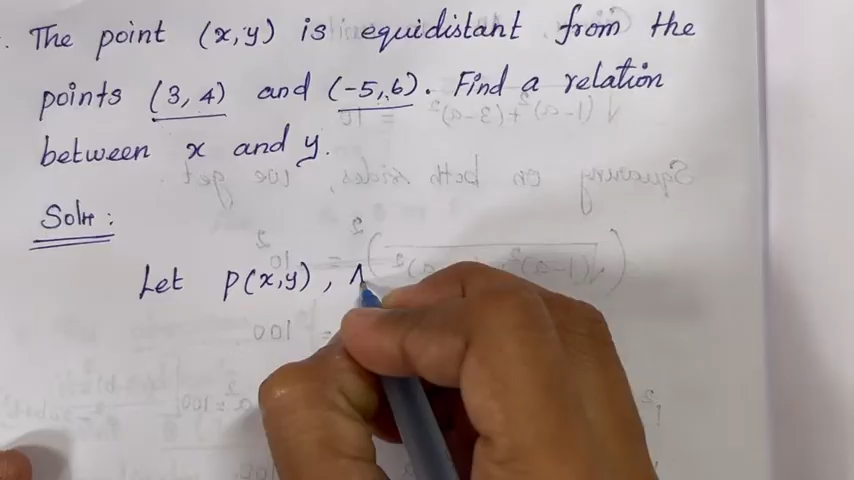 . The point (x,y) is equidistant from the
points (3,4) and (-5,6). Find a relation
between x and y.
Soln:
Let P(x,y), A